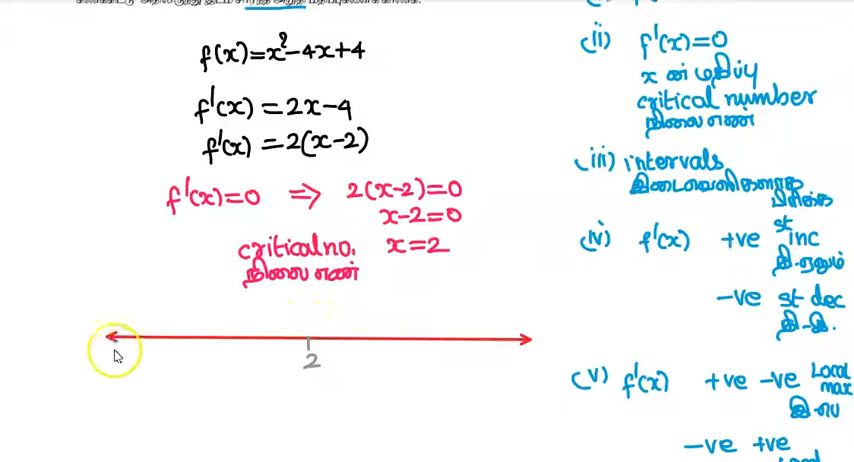 f(x)=x²-4x+4
f'(x) = 2x-4
f'(x) = 2(x-2)
f'(x)=0 ⇒ 2(x-2)=0
x-2=0
critical no. x=2
நிலை எண்
2
(ii) f'(x)=0
x ன் மதிப்பு
critical number
நிலை எண்
(iii) intervals
இடைவெளிகளாக
பிரிக்க
(iv) f'(x) +ve st inc
தி.ஏறும்
-ve st dec
தி.இ.
(v) f'(x) +ve -ve Local
max
-ve +ve